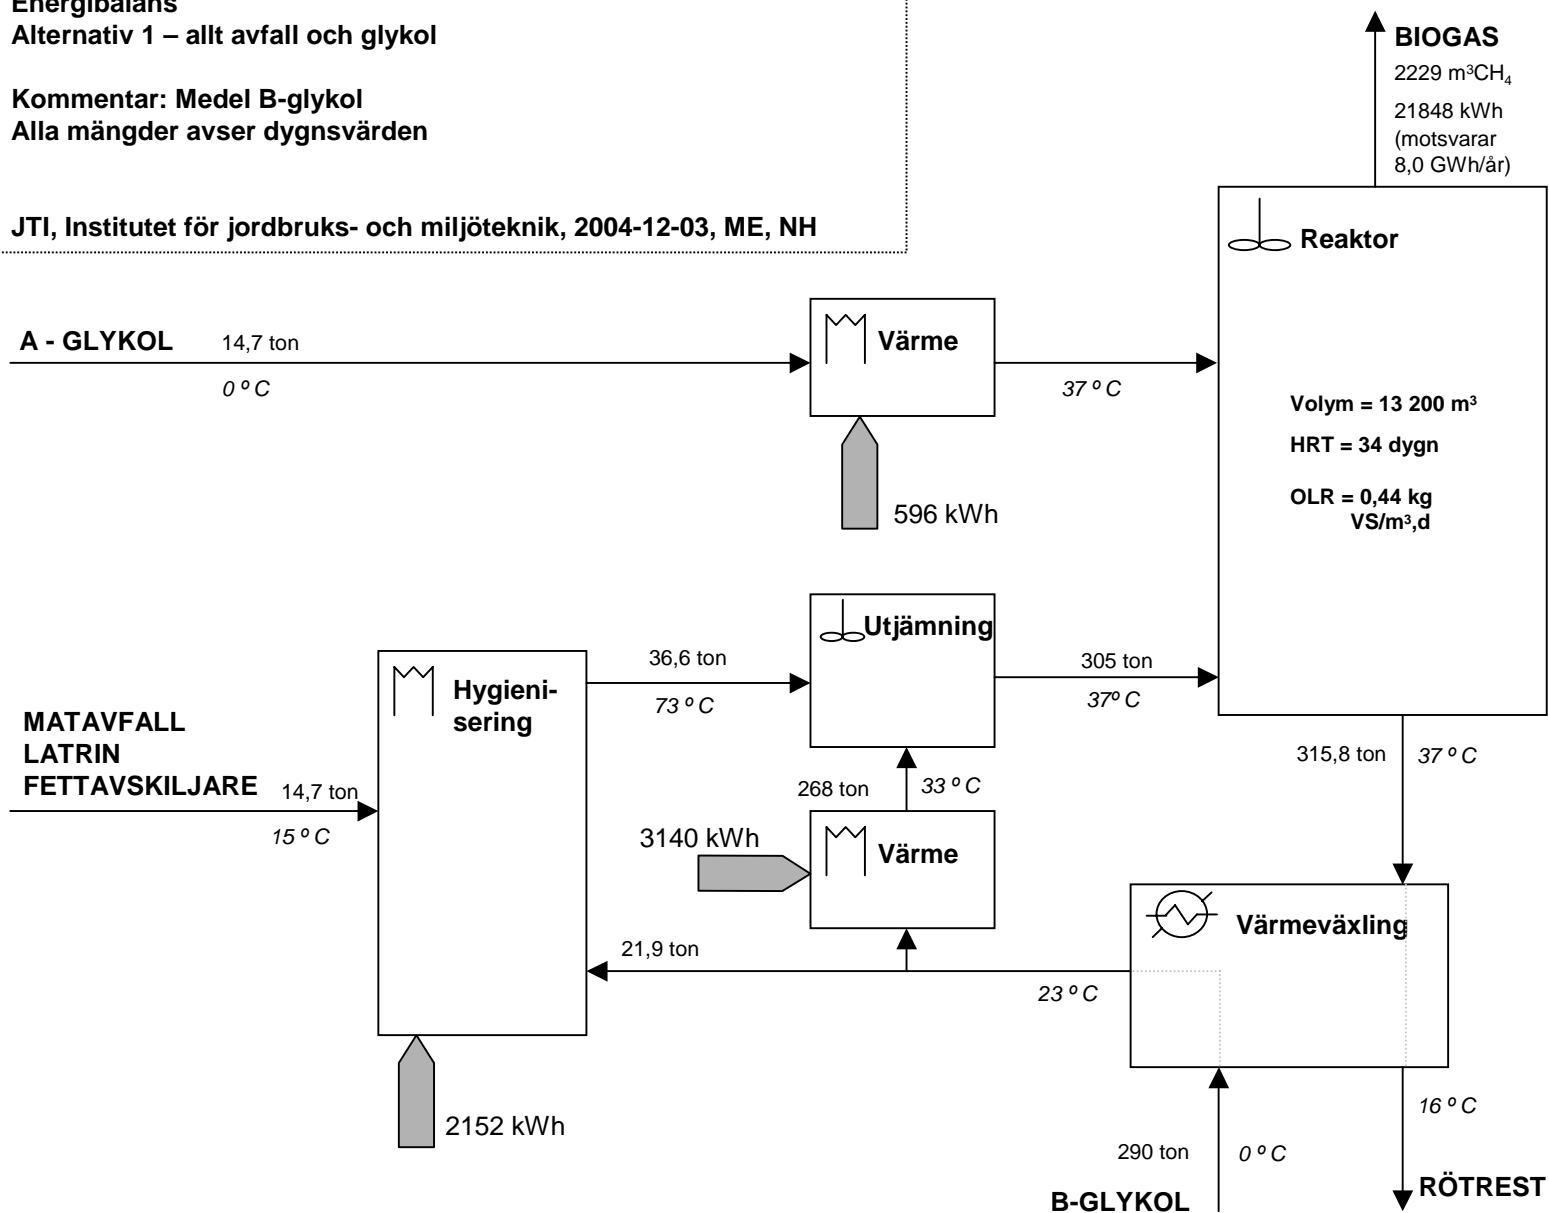 Energibalans
Alternativ 1 – allt avfall och glykol
Kommentar: Medel B-glykol
Alla mängder avser dygnsvärden
JTI, Institutet för jordbruks- och miljöteknik, 2004-12-03, ME, NH
BIOGAS
2229 m³CH₄
21848 kWh
(motsvarar
8,0 GWh/år)
Reaktor
Volym = 13 200 m³
HRT = 34 dygn
OLR = 0,44 kg
VS/m³,d
A - GLYKOL
14,7 ton
0 º C
Värme
37 º C
596 kWh
Utjämning
36,6 ton
73 º C
305 ton
37º C
Hygieni-
sering
MATAVFALL
LATRIN
FETTAVSKILJARE
14,7 ton
15 º C
268 ton
33 º C
3140 kWh
Värme
315,8 ton
37 º C
Värmeväxling
21,9 ton
23 º C
2152 kWh
16 º C
290 ton
0 º C
B-GLYKOL
RÖTREST